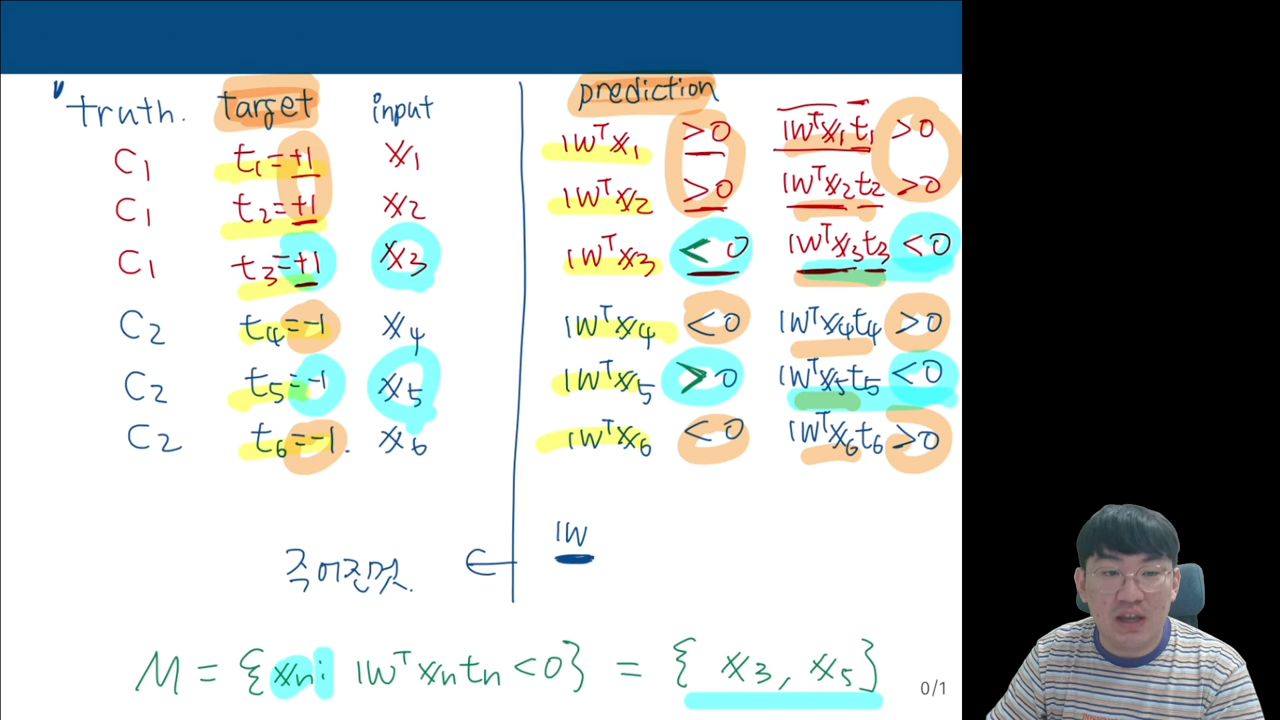 truth. target input prediction
C1 t1=+1 x1 wᵀx1 >0 wᵀx1t1 >0
C1 t2=+1 x2 wᵀx2 >0 wᵀx2t2 >0
C1 t3=+1 x3 wᵀx3 <0 wᵀx3t3 <0
C2 t4=-1 x4 wᵀx4 <0 wᵀx4t4 >0
C2 t5=-1 x5 wᵀx5 >0 wᵀx5t5 <0
C2 t6=-1. x6 wᵀx6 <0 wᵀx6t6 >0
w
주어진것. ←
M = {xn: wᵀxntn <0} = { x3, x5}
0/1